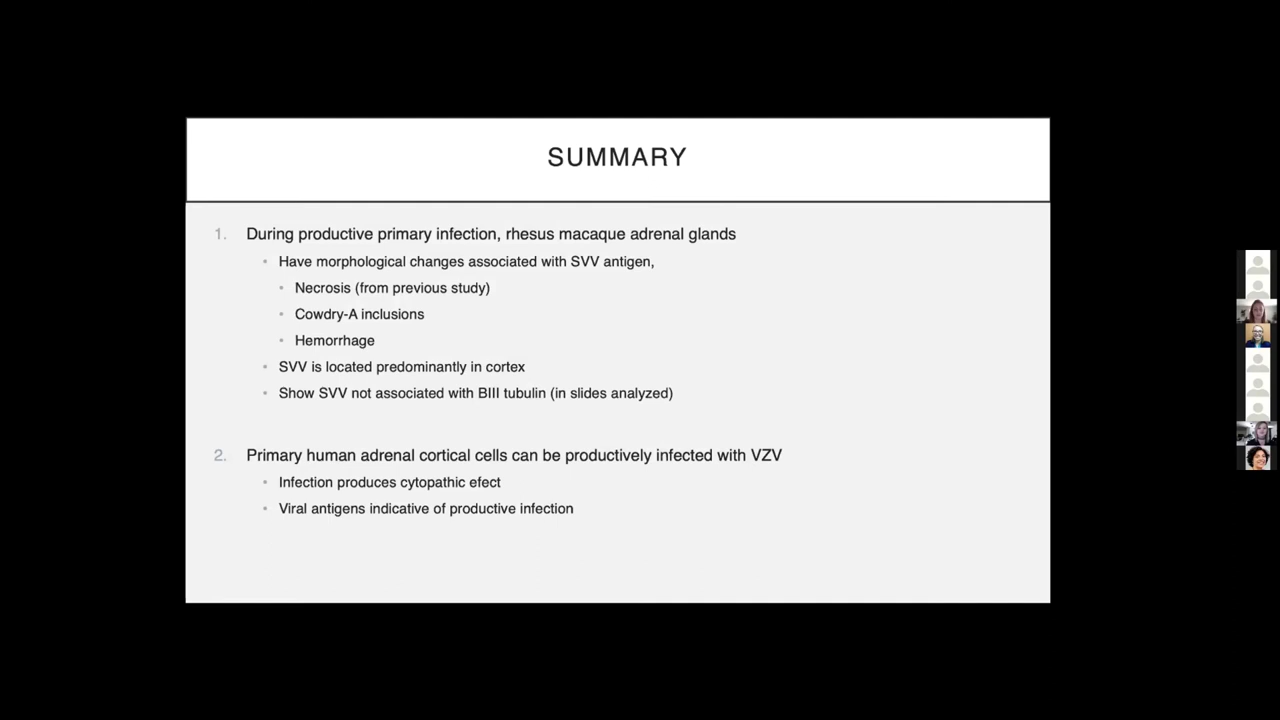 SUMMARY
1. During productive primary infection, rhesus macaque adrenal glands
• Have morphological changes associated with SVV antigen,
• Necrosis (from previous study)
• Cowdry-A inclusions
• Hemorrhage
• SVV is located predominantly in cortex
• Show SVV not associated with BIII tubulin (in slides analyzed)
2. Primary human adrenal cortical cells can be productively infected with VZV
• Infection produces cytopathic efect
• Viral antigens indicative of productive infection